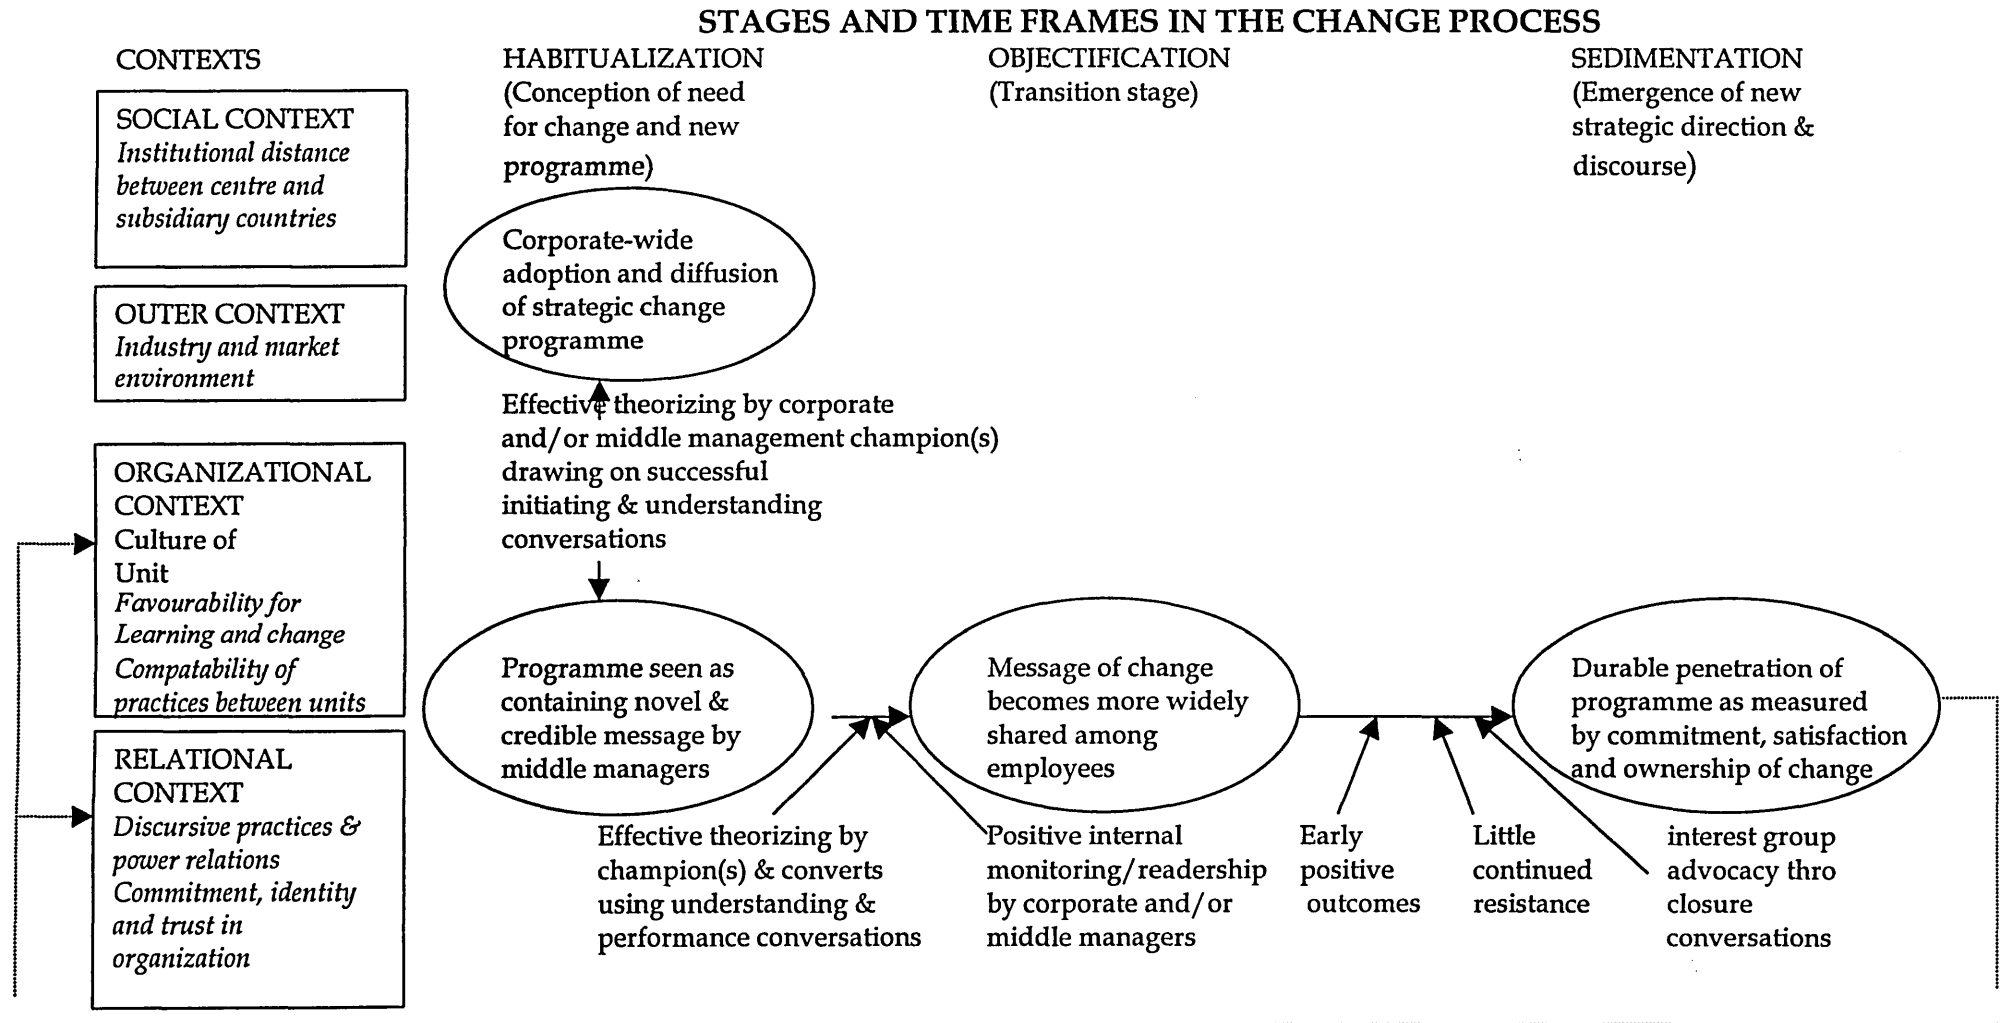 STAGES AND TIME FRAMES IN THE CHANGE PROCESS
CONTEXTS
SOCIAL CONTEXT
Institutional distance
between centre and
subsidiary countries
OUTER CONTEXT
Industry and market
environment
ORGANIZATIONAL
CONTEXT
Culture of
Unit
Favourability for
Learning and change
Compatability of
practices between units
RELATIONAL
CONTEXT
Discursive practices &
power relations
Commitment, identity
and trust in
organization
HABITUALIZATION
(Conception of need
for change and new
programme)
Corporate-wide
adoption and diffusion
of strategic change
programme
Effective theorizing by corporate
and/or middle management champion(s)
drawing on successful
initiating & understanding
conversations
Programme seen as
containing novel &
credible message by
middle managers
Effective theorizing by
champion(s) & converts
using understanding &
performance conversations
OBJECTIFICATION
(Transition stage)
Message of change
becomes more widely
shared among
employees
Positive internal
monitoring/readership
by corporate and/or
middle managers
Early
positive
outcomes
Little
continued
resistance
SEDIMENTATION
(Emergence of new
strategic direction &
discourse)
Durable penetration of
programme as measured
by commitment, satisfaction
and ownership of change
interest group
advocacy thro
closure
conversations